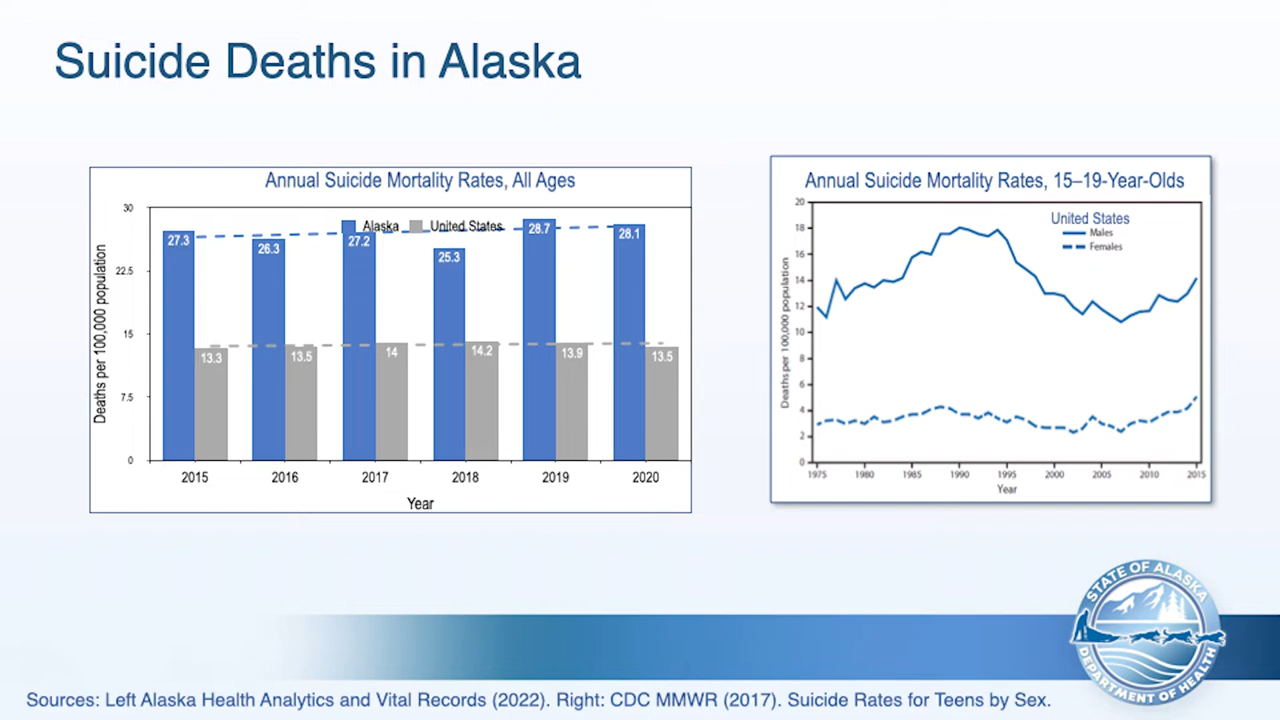 Suicide Deaths in Alaska
Annual Suicide Mortality Rates, All Ages
Deaths per 100,000 population
30
22.5
15
7.5
0
Alaska
United States
27.3
26.3
27.2
25.3
28.7
28.1
13.3
13.5
14
14.2
13.9
13.5
2015
2016
2017
2018
2019
2020
Year
Annual Suicide Mortality Rates, 15–19-Year-Olds
United States
Males
Females
Deaths per 100,000 population
20
18
16
14
12
10
8
6
4
2
0
1975
1980
1985
1990
1995
2000
2005
2010
2015
Year
STATE OF ALASKA
DEPARTMENT OF HEALTH
Sources: Left Alaska Health Analytics and Vital Records (2022). Right: CDC MMWR (2017). Suicide Rates for Teens by Sex.